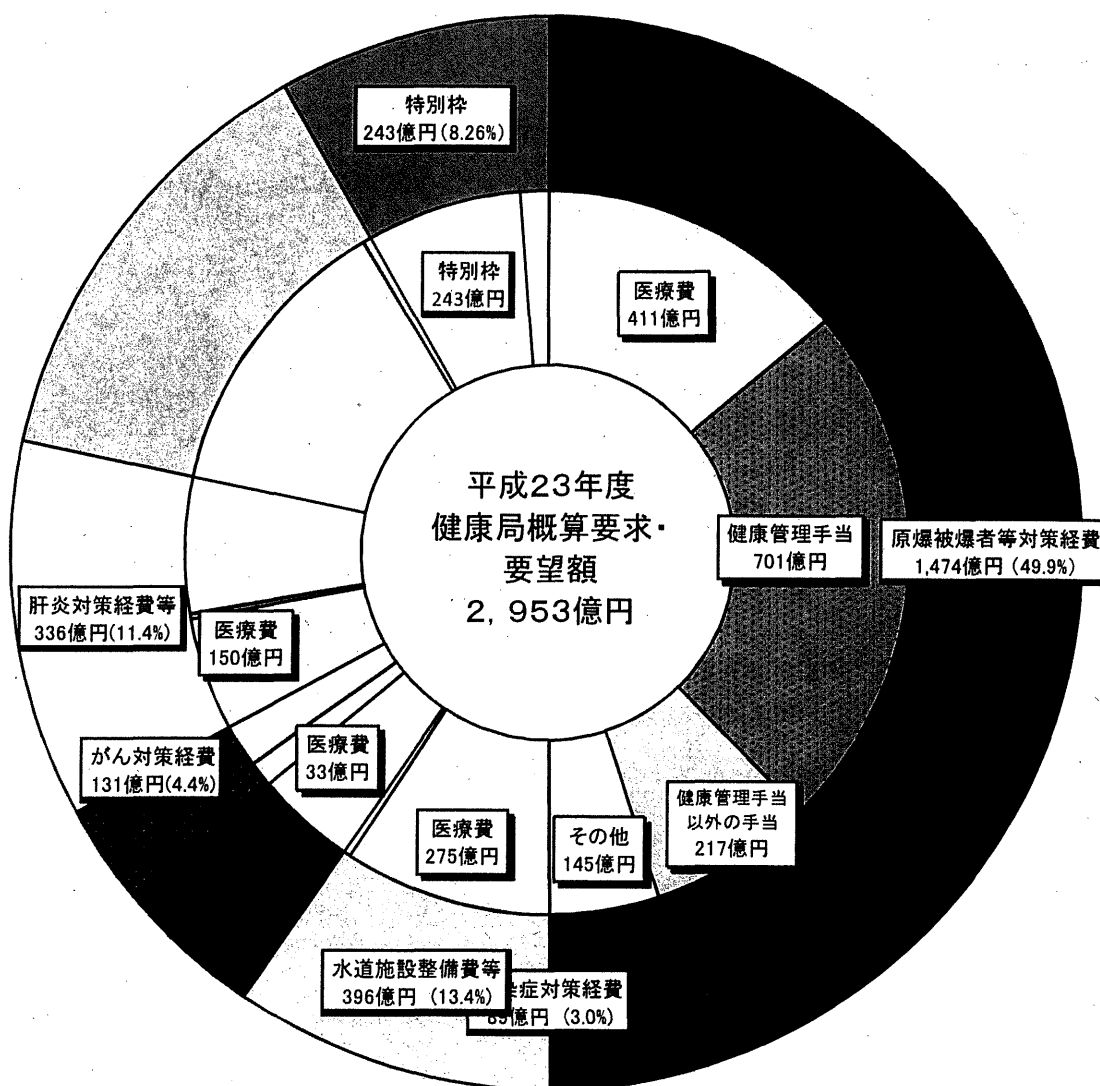 特別枠
243億円(8.26%)
特別枠
243億円
医療費
411億円
平成23年度
健康局概算要求・
要望額
2,953億円
健康管理手当
701億円
原爆被爆者等対策経費
1,474億円 (49.9%)
肝炎対策経費等
336億円(11.4%)
医療費
150億円
がん対策経費
131億円(4.4%)
医療費
33億円
健康管理手当
以外の手当
217億円
医療費
275億円
その他
145億円
水道施設整備費等
396億円 (13.4%)
染症対策経費
89億円 (3.0%)